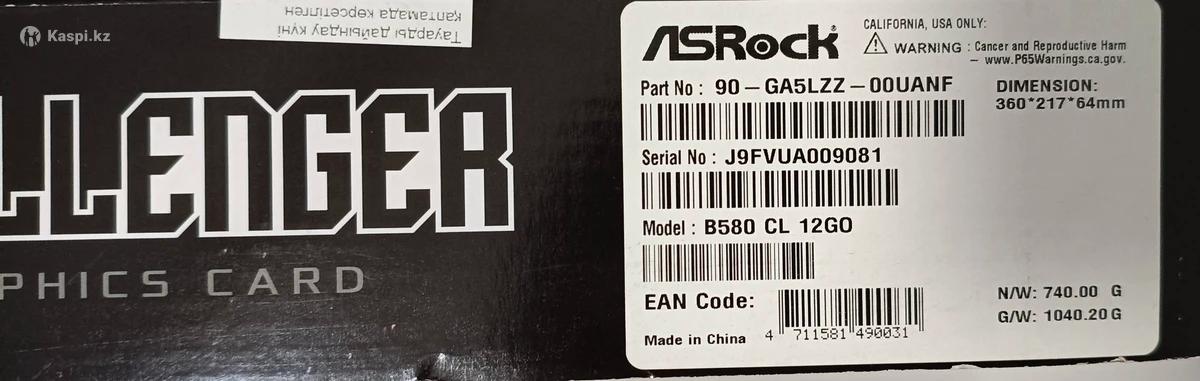 Kaspi.kz
Тауарды дайындау күні
қаптамада көрсетілген
LLENGER
PHICS CARD
ASRock
CALIFORNIA, USA ONLY:
WARNING : Cancer and Reproductive Harm
– www.P65Warnings.ca.gov.
Part No : 90-GA5LZZ-00UANF
DIMENSION:
360*217*64mm
Serial No : J9FVUA009081
Model : B580 CL 12GO
EAN Code:
4 711581 490031
Made in China
N/W: 740.00 G
G/W: 1040.20 G